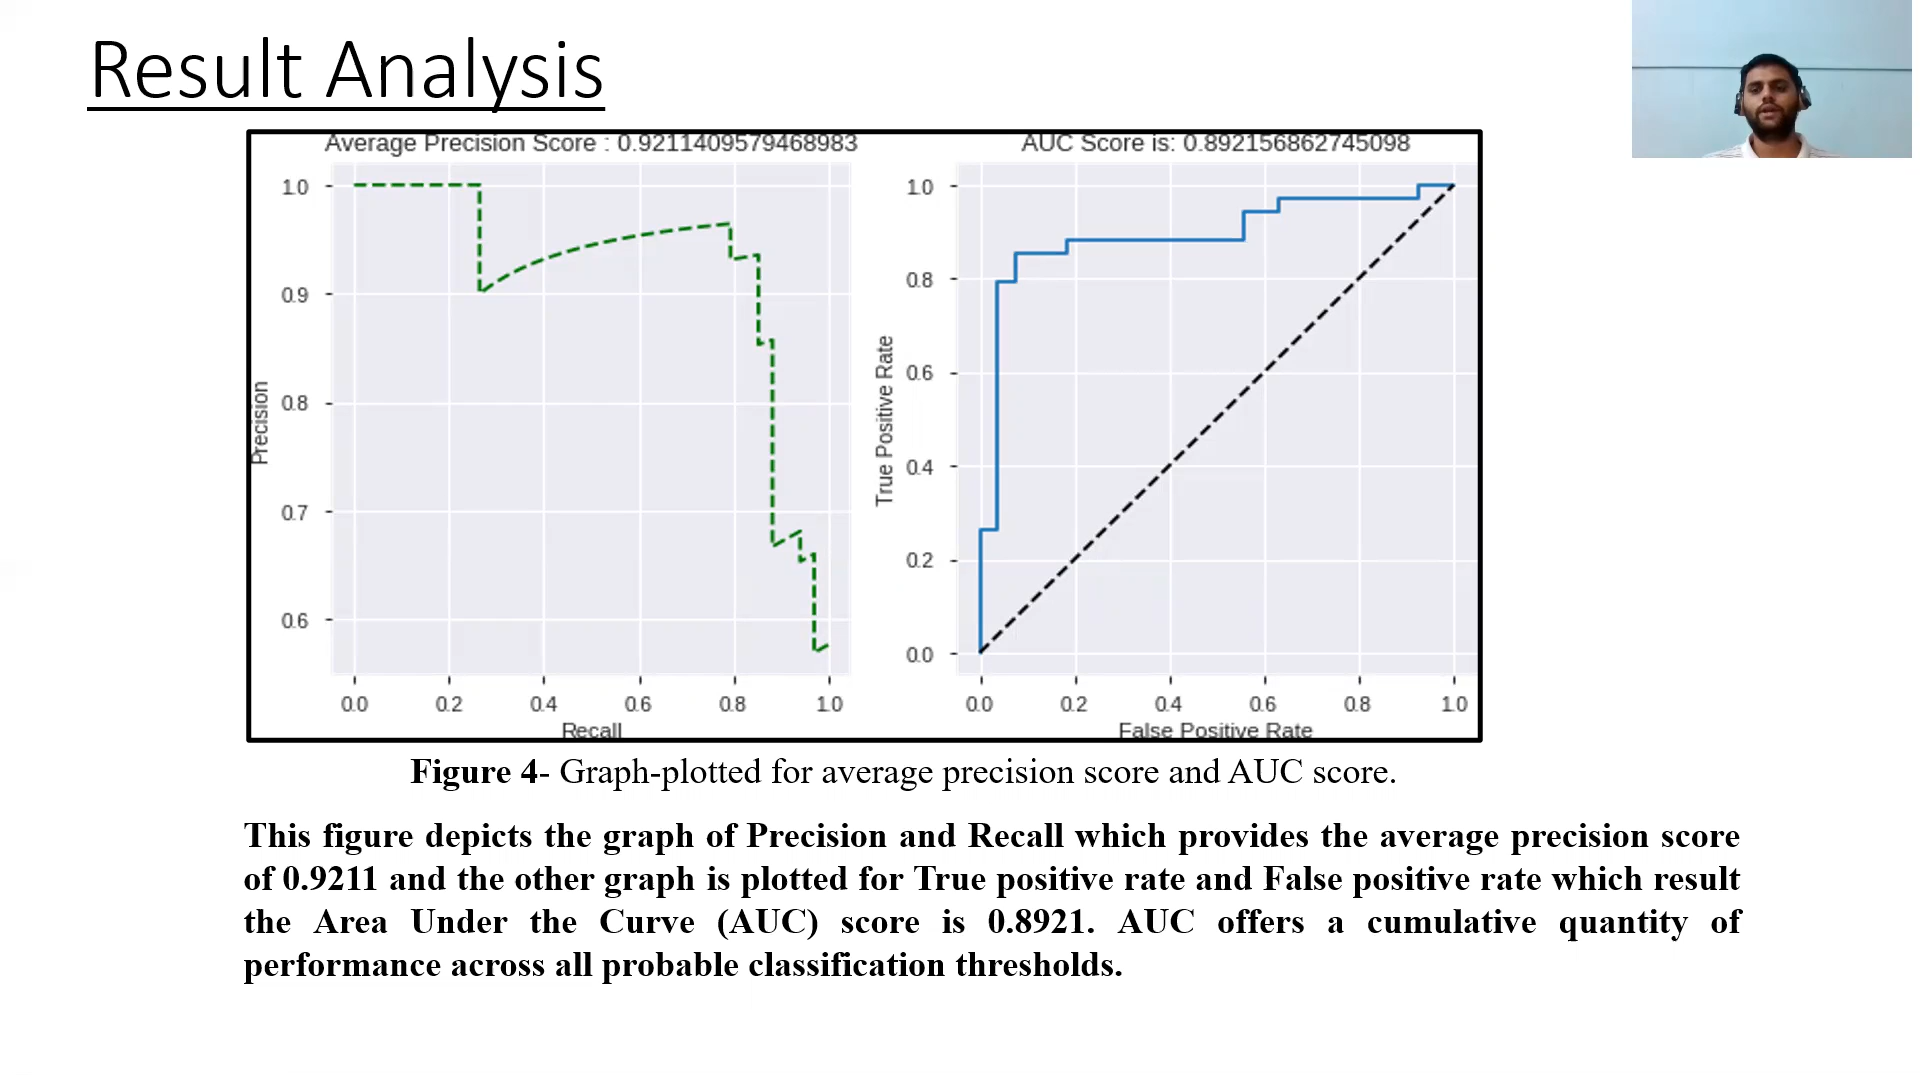 Result Analysis
Average Precision Score : 0.9211409579468983
AUC Score is: 0.892156862745098
1.0
0.9
0.8
0.7
0.6
Precision
0.0 0.2 0.4 0.6 0.8 1.0
Recall
1.0
0.8
0.6
0.4
0.2
0.0
True Positive Rate
0.0 0.2 0.4 0.6 0.8 1.0
False Positive Rate
Figure 4- Graph-plotted for average precision score and AUC score.
This figure depicts the graph of Precision and Recall which provides the average precision score
of 0.9211 and the other graph is plotted for True positive rate and False positive rate which result
the Area Under the Curve (AUC) score is 0.8921. AUC offers a cumulative quantity of
performance across all probable classification thresholds.